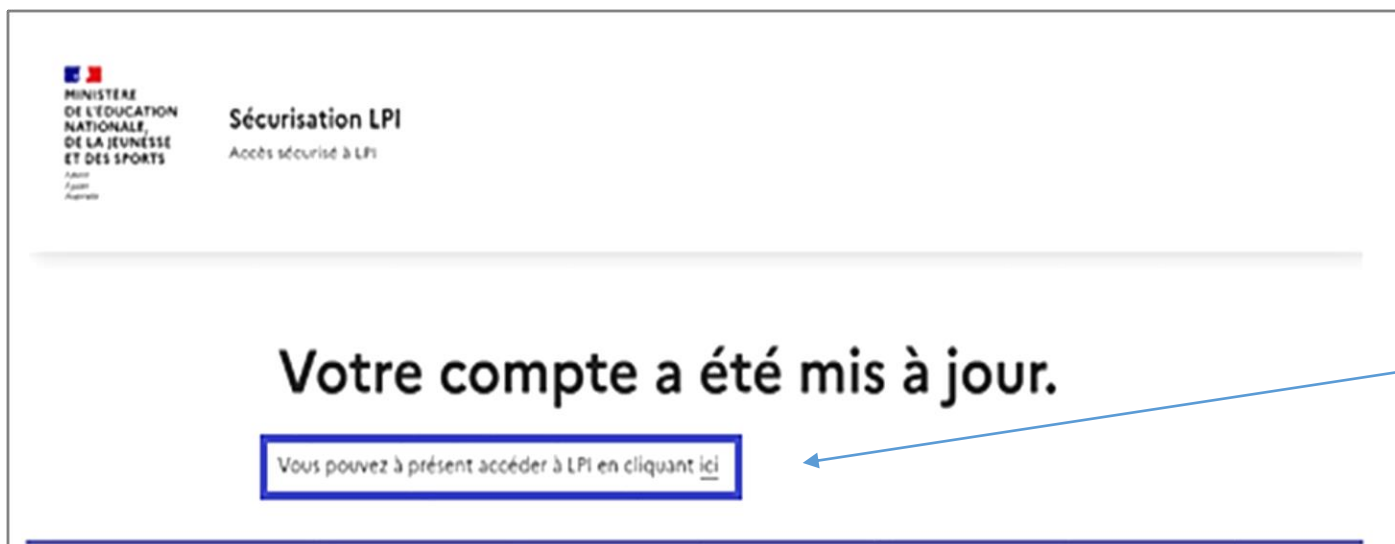 MINISTÈRE
DE L'ÉDUCATION
NATIONALE,
DE LA JEUNESSE
ET DES SPORTS
Sécurisation LPI
Accès sécurisé à LPI
Votre compte a été mis à jour.
Vous pouvez à présent accéder à LPI en cliquant ici